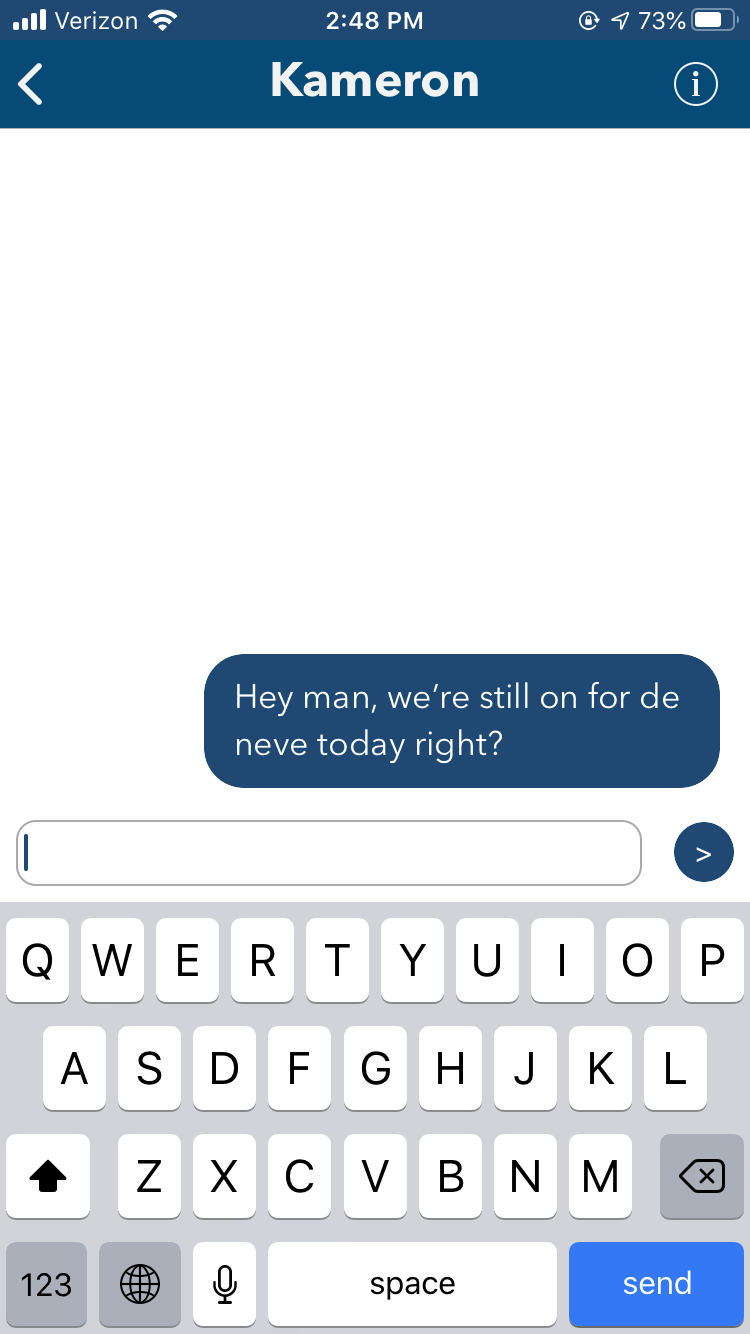 Verizon 2:48 PM 73%
Kameron
i
Hey man, we’re still on for de
neve today right?
>
Q W E R T Y U I O P
A S D F G H J K L
Z X C V B N M
123 space send